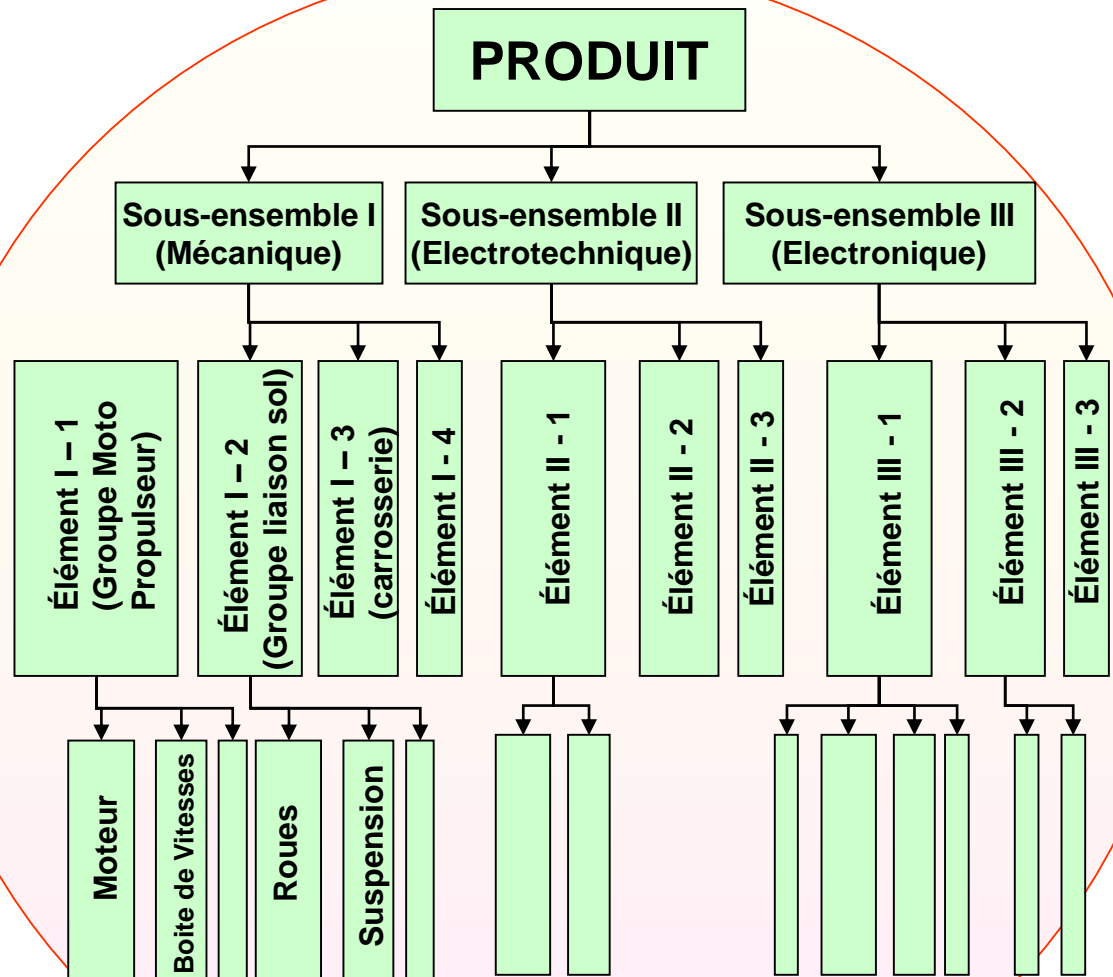 PRODUIT
Sous-ensemble I
(Mécanique)
Sous-ensemble II
(Electrotechnique)
Sous-ensemble III
(Electronique)
Élément I – 1
(Groupe Moto
Propulseur)
Élément I – 2
(Groupe liaison sol)
Élément I – 3
(carrosserie)
Élément I - 4
Élément II - 1
Élément II - 2
Élément II - 3
Élément III - 1
Élément III - 2
Élément III - 3
Moteur
Boite de Vitesses
Roues
Suspension